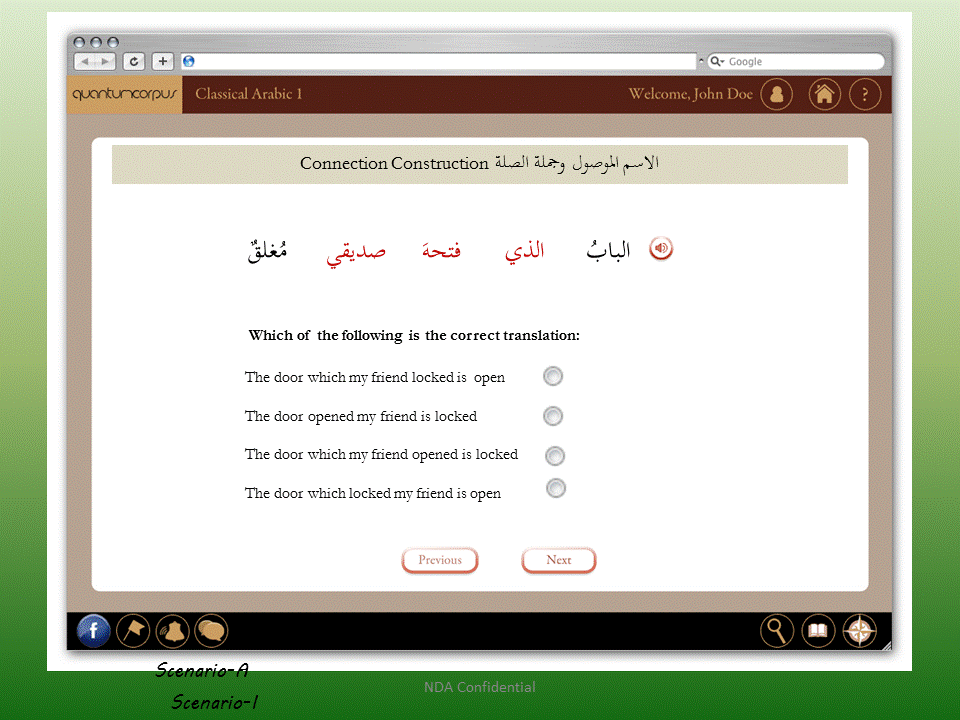 Google
quantumcorpus Classical Arabic 1 Welcome, John Doe ?
Connection Construction الاسم الموصول وجملة الصلة
البابُ الذي فتحهَ صديقي مُغلقٌ
Which of the following is the correct translation:
The door which my friend locked is open
The door opened my friend is locked
The door which my friend opened is locked
The door which locked my friend is open
Previous Next
f
Scenario-A
NDA Confidential
Scenario-1